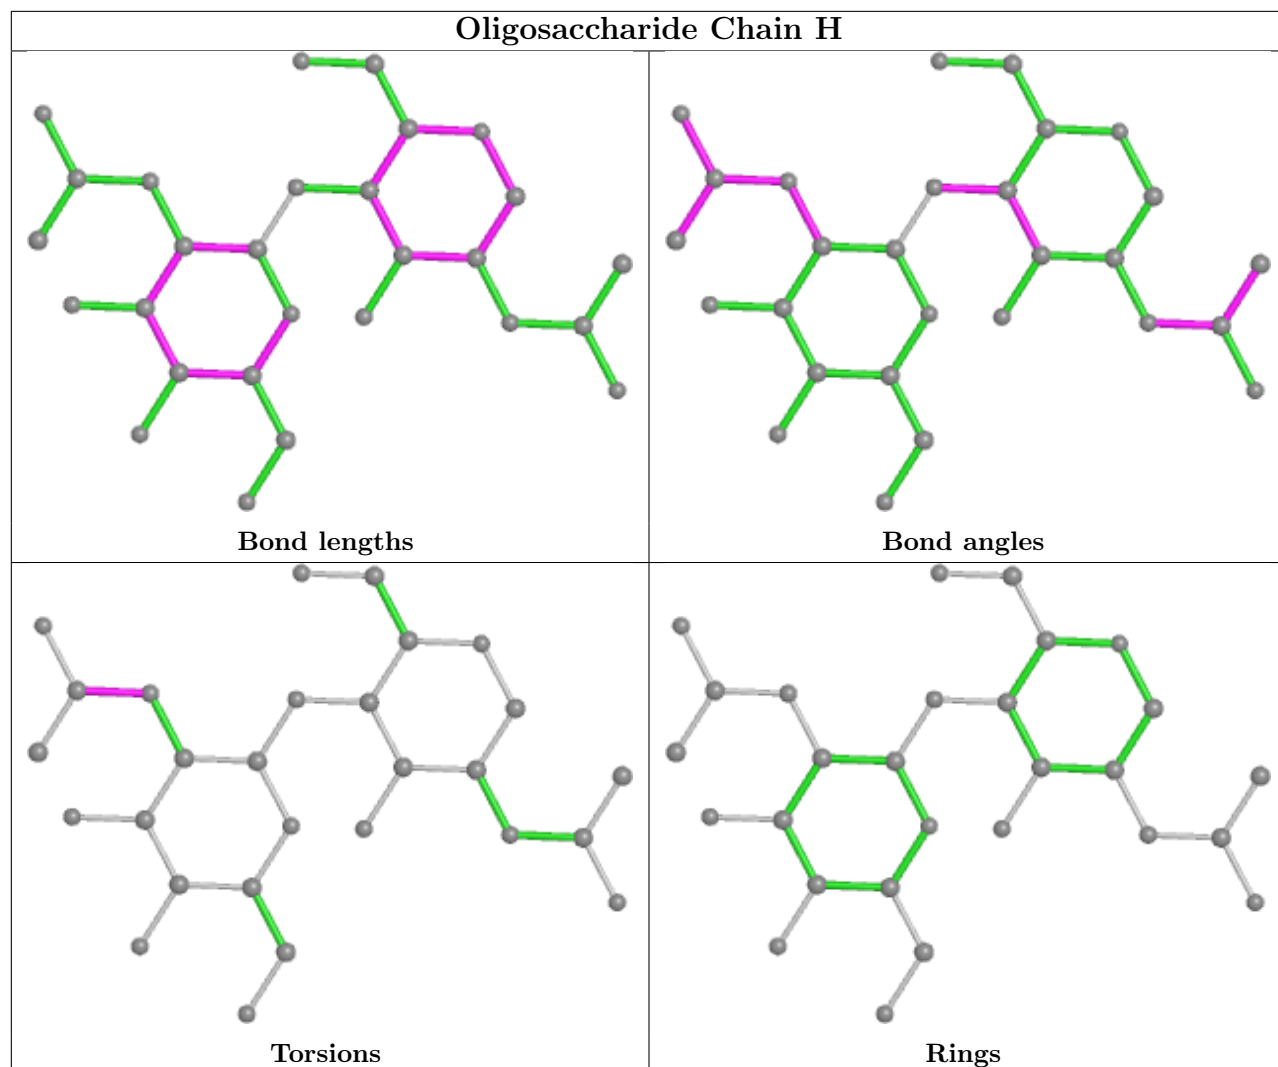 Oligosaccharide Chain H
Bond lengths
Bond angles
Torsions
Rings